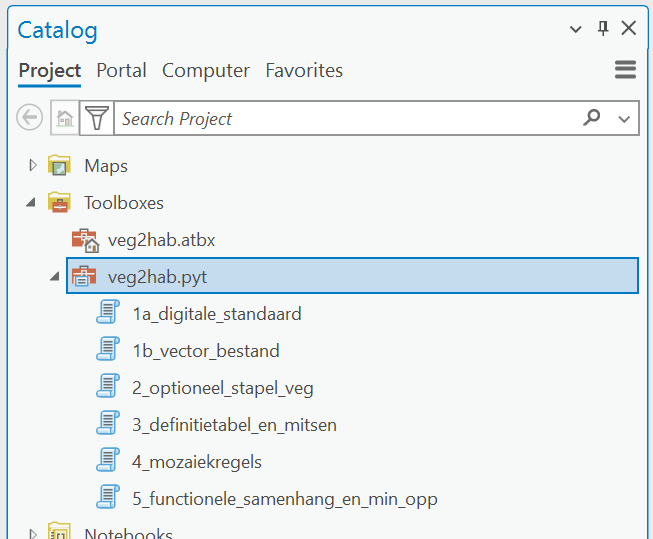 Catalog
Project Portal Computer Favorites
Search Project
Maps
Toolboxes
veg2hab.atbx
veg2hab.pyt
1a_digitale_standaard
1b_vector_bestand
2_optioneel_stapel_veg
3_definitietabel_en_mitsen
4_mozaiekregels
5_functionele_samenhang_en_min_opp
Notebooks